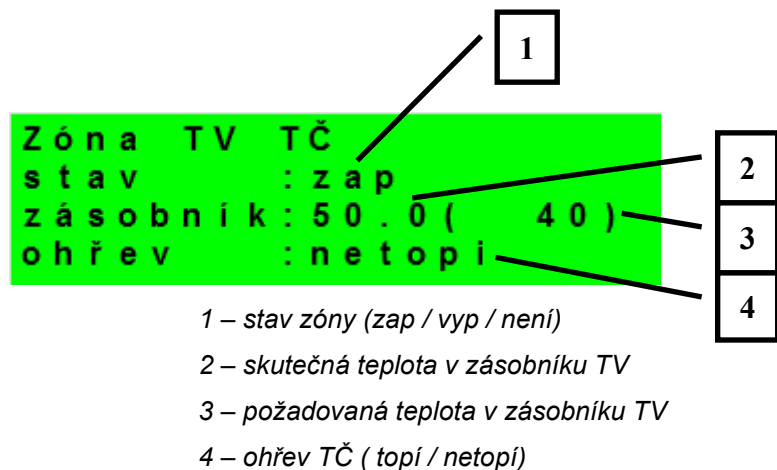 1
Zóna TV TČ
stav :zap
2
zásobník:50.0( 40)
3
ohřev :netopi
4
1 – stav zóny (zap / vyp / není)
2 – skutečná teplota v zásobníku TV
3 – požadovaná teplota v zásobníku TV
4 – ohřev TČ ( topí / netopí)